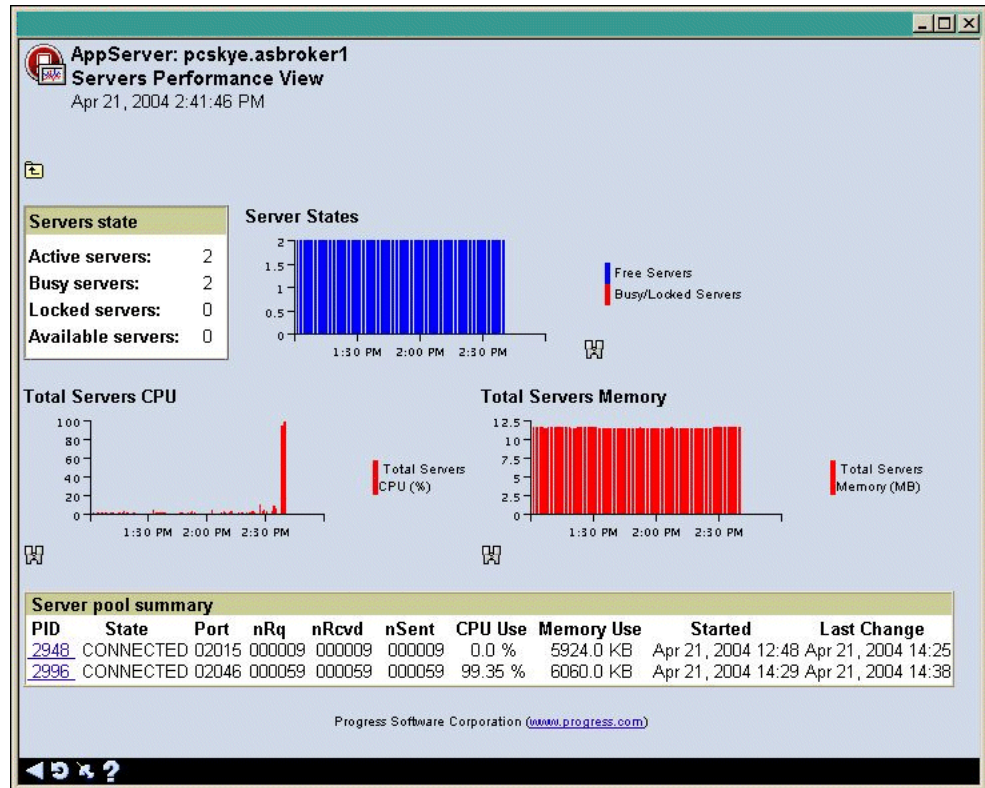 AppServer: pcskye.asbroker1
Servers Performance View
Apr 21, 2004 2:41:46 PM
Servers state
Active servers: 2
Busy servers: 2
Locked servers: 0
Available servers: 0
Server States
2
1.5
1
0.5
0
1:30 PM 2:00 PM 2:30 PM
Free Servers
Busy/Locked Servers
Total Servers CPU
100
80
60
40
20
0
1:30 PM 2:00 PM 2:30 PM
Total Servers
CPU (%)
Total Servers Memory
12.5
10
7.5
5
2.5
0
1:30 PM 2:00 PM 2:30 PM
Total Servers
Memory (MB)
Server pool summary
PID State Port nRq nRcvd nSent CPU Use Memory Use Started Last Change
2948 CONNECTED 02015 000009 000009 000009 0.0 % 5924.0 KB Apr 21, 2004 12:48 Apr 21, 2004 14:25
2996 CONNECTED 02046 000059 000059 000059 99.35 % 6060.0 KB Apr 21, 2004 14:29 Apr 21, 2004 14:38
Progress Software Corporation (www.progress.com)
?